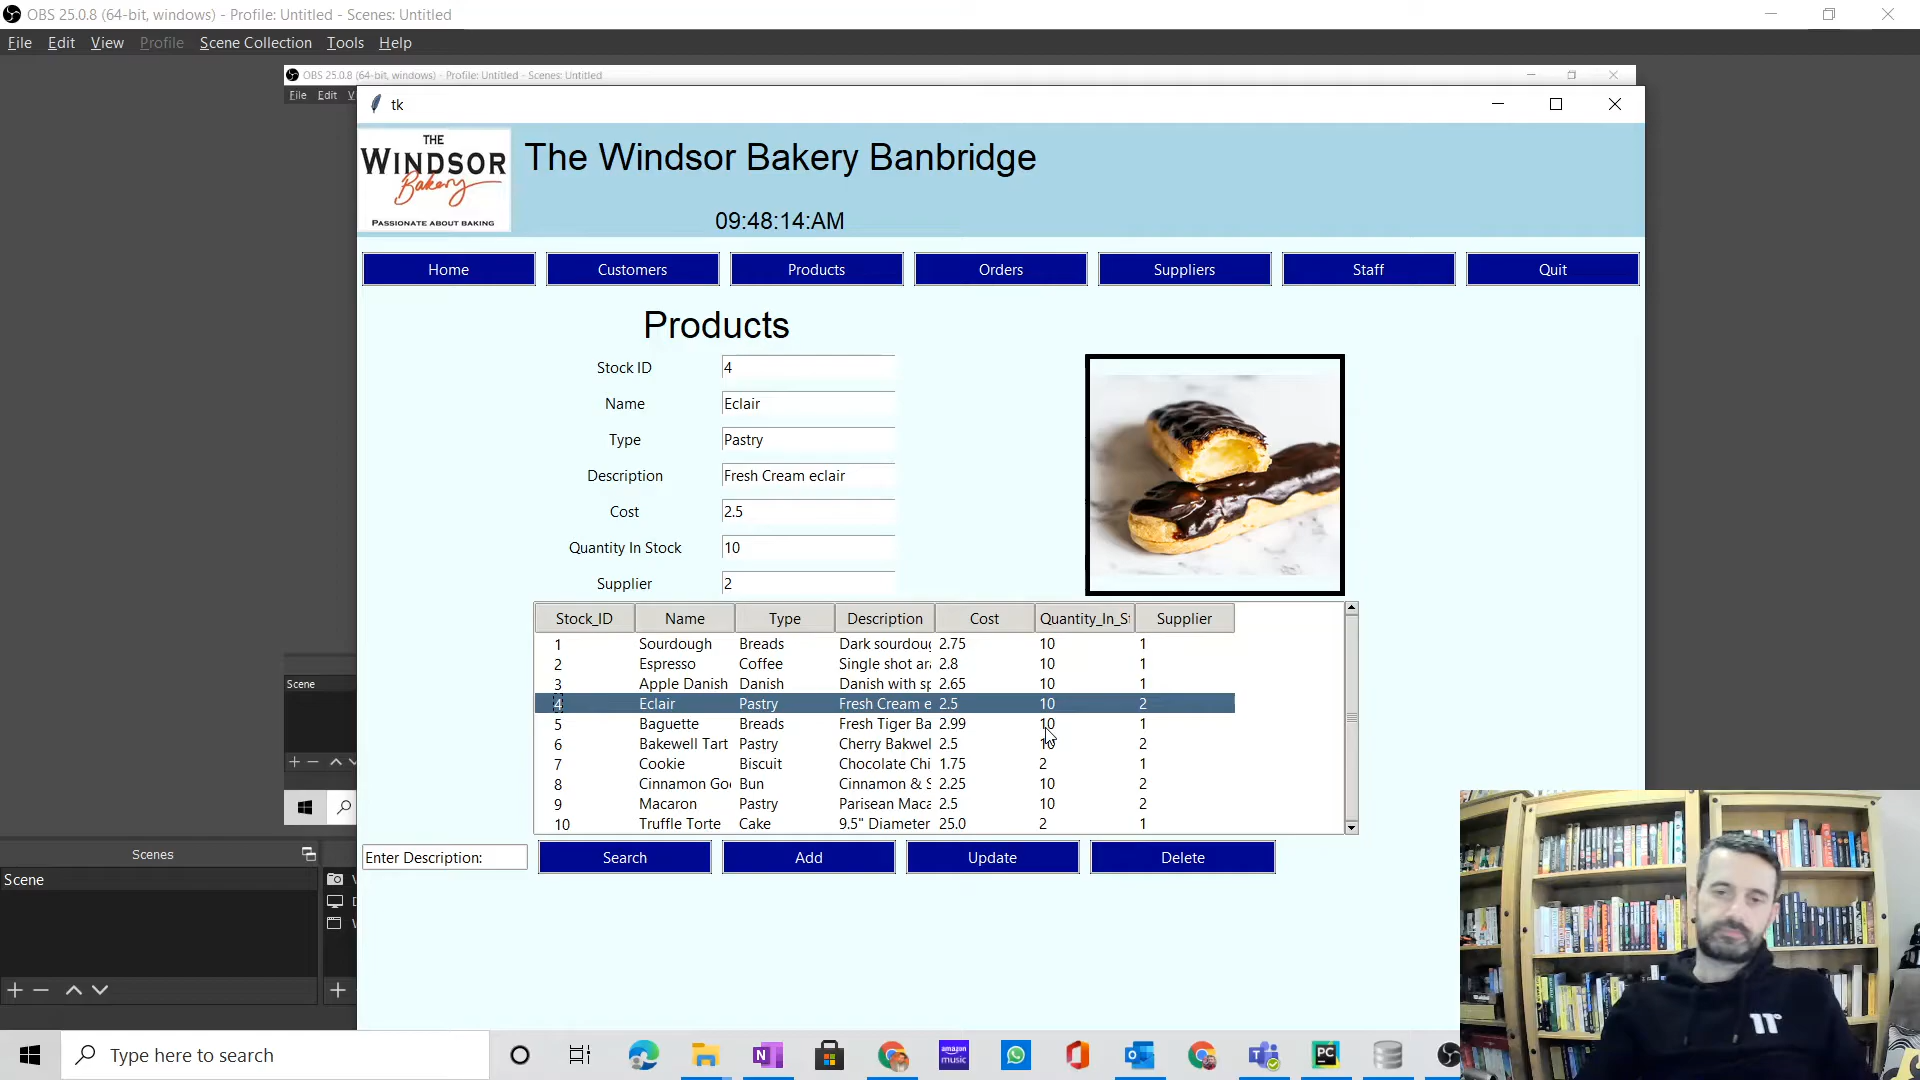 OBS 25.0.8 (64-bit, windows) - Profile: Untitled - Scenes: Untitled
File Edit View Profile Scene Collection Tools Help
OBS 25.0.8 (64-bit, windows) - Profile: Untitled - Scenes: Untitled
File Edit V
tk
THE
WINDSOR
Bakery
PASSIONATE ABOUT BAKING
The Windsor Bakery Banbridge
09:48:14:AM
Home Customers Products Orders Suppliers Staff Quit
Products
Stock ID 4
Name Eclair
Type Pastry
Description Fresh Cream eclair
Cost 2.5
Quantity In Stock 10
Supplier 2
Stock_ID Name Type Description Cost Quantity_In_S Supplier
1 Sourdough Breads Dark sourdoug 2.75 10 1
2 Espresso Coffee Single shot ar 2.8 10 1
3 Apple Danish Danish Danish with sp 2.65 10 1
4 Eclair Pastry Fresh Cream e 2.5 10 2
5 Baguette Breads Fresh Tiger Ba 2.99 10 1
6 Bakewell Tart Pastry Cherry Bakwel 2.5 10 2
7 Cookie Biscuit Chocolate Chi 1.75 2 1
8 Cinnamon Go Bun Cinnamon & S 2.25 10 2
9 Macaron Pastry Parisean Maca 2.5 10 2
10 Truffle Torte Cake 9.5" Diameter 25.0 2 1
Enter Description: Search Add Update Delete
Scene
Scenes
Scene
Type here to search
amazon
music